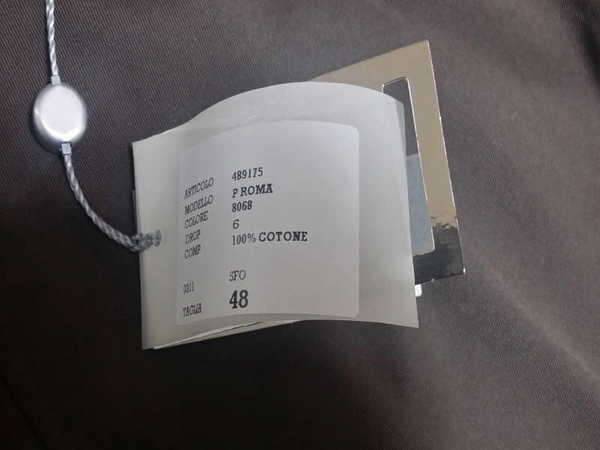 ARTICOLO 489175
MODELLO P ROMA
COLORE 8068
DROP 6
COMP 100% COTONE
SFO
TAGLIA 48